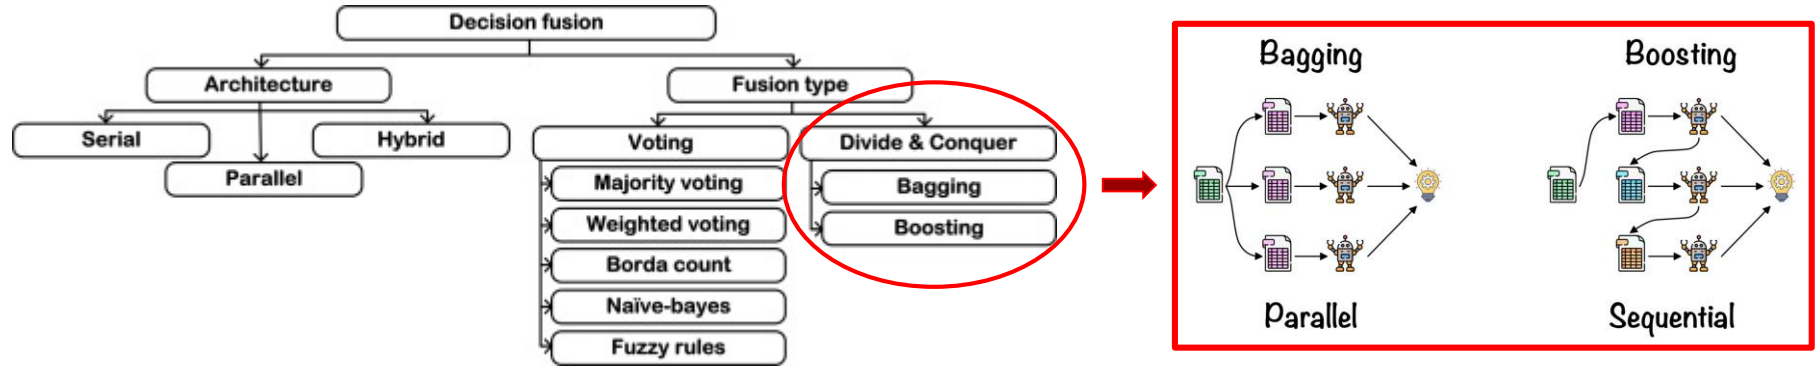 Decision fusion
Architecture
Fusion type
Serial
Parallel
Hybrid
Voting
Majority voting
Weighted voting
Borda count
Naïve-bayes
Fuzzy rules
Divide & Conquer
Bagging
Boosting
Bagging
Parallel
Boosting
Sequential